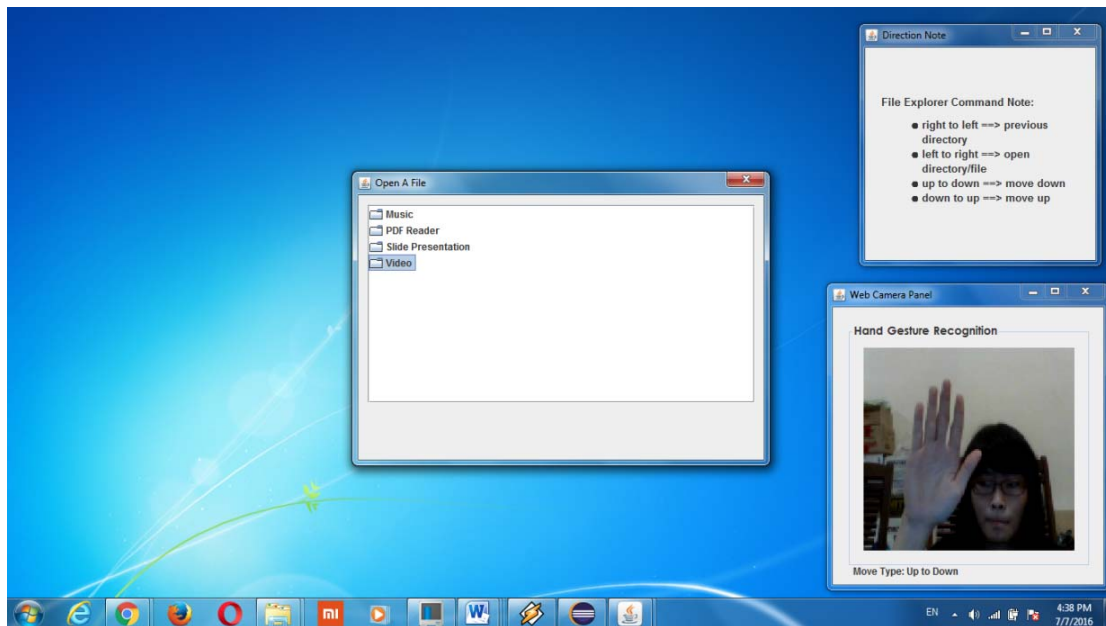 Direction Note
File Explorer Command Note:
right to left ==> previous
directory
left to right ==> open
directory/file
up to down ==> move down
down to up ==> move up
Open A File
Music
PDF Reader
Slide Presentation
Video
Web Camera Panel
Hand Gesture Recognition
Move Type: Up to Down
EN
4:38 PM
7/7/2016